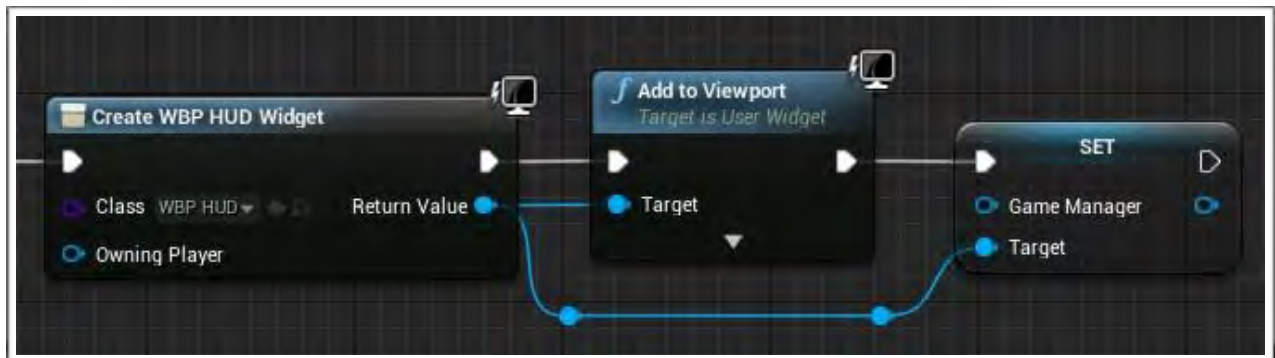 Create WBP HUD Widget
Class WBP HUD Return Value
Owning Player
f Add to Viewport
Target is User Widget
Target
SET
Game Manager
Target